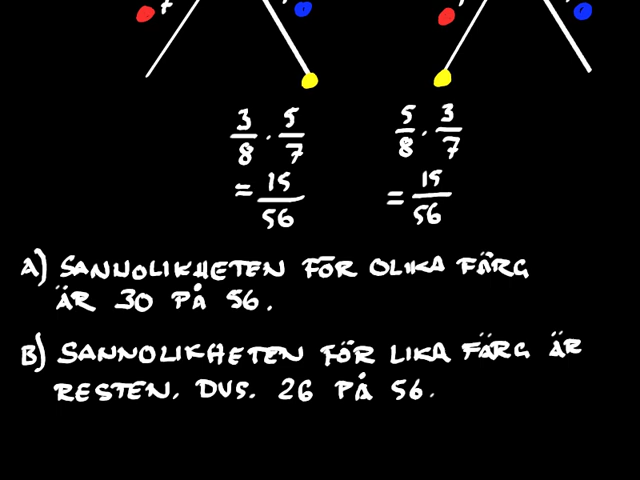 3/8 · 5/7 5/8 · 3/7
= 15/56 = 15/56
A) SANNOLIKHETEN FÖR OLIKA FÄRG
ÄR 30 PÅ 56.
B) SANNOLIKHETEN FÖR LIKA FÄRG ÄR
RESTEN. DVS. 26 PÅ 56.